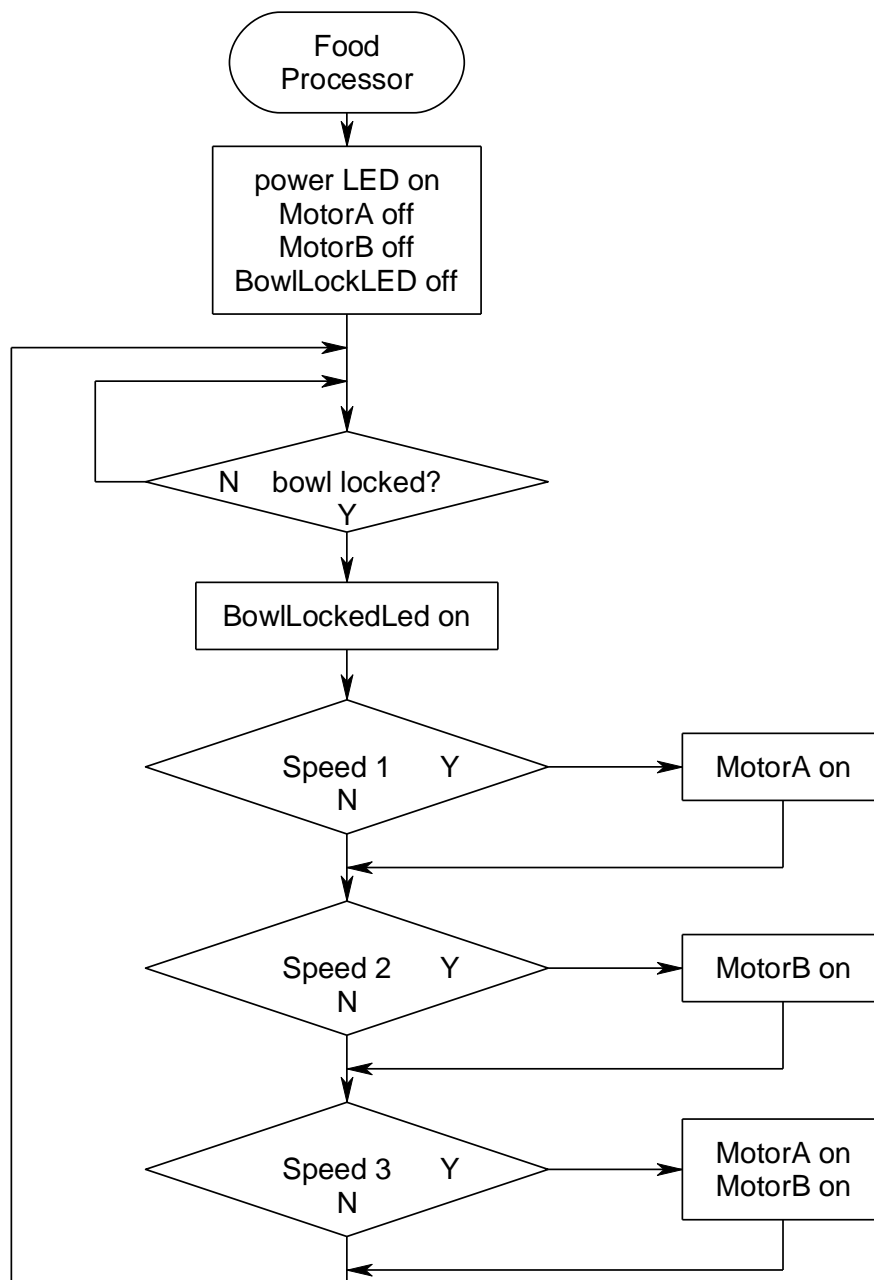 Food
Processor
power LED on
MotorA off
MotorB off
BowlLockLED off
N bowl locked?
Y
BowlLockedLed on
Speed 1 Y
N
MotorA on
Speed 2 Y
N
MotorB on
Speed 3 Y
N
MotorA on
MotorB on